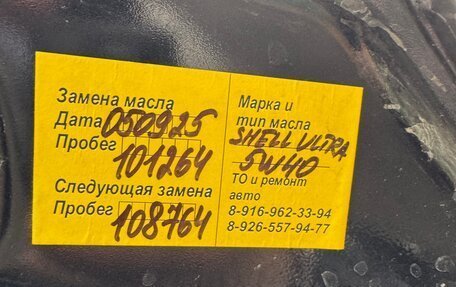 Замена масла
Дата 050925
Пробег 101264
Следующая замена
Пробег 108764
Марка и
тип масла
SHELL ULTRA
5W40
ТО и ремонт
авто
8-916-962-33-94
8-926-557-94-77